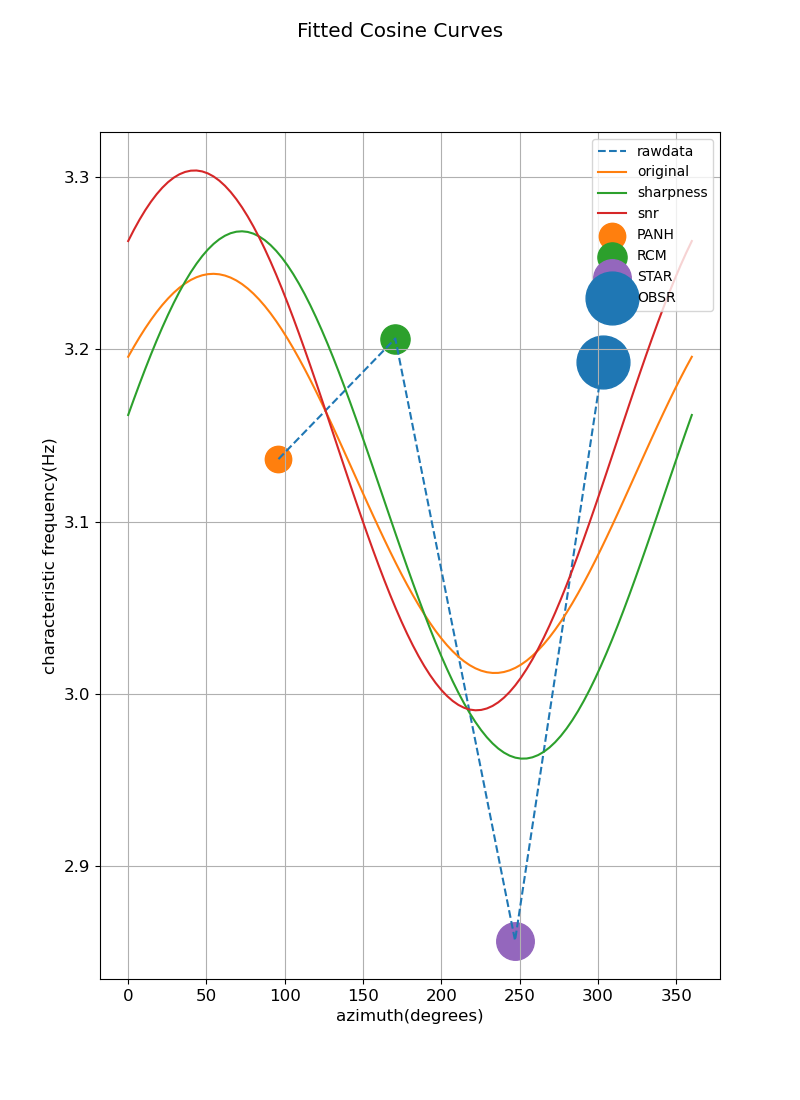 Fitted Cosine Curves
rawdata
original
sharpness
snr
PANH
RCM
STAR
OBSR
3.3
3.2
3.1
3.0
2.9
characteristic frequency(Hz)
0 50 100 150 200 250 300 350
azimuth(degrees)